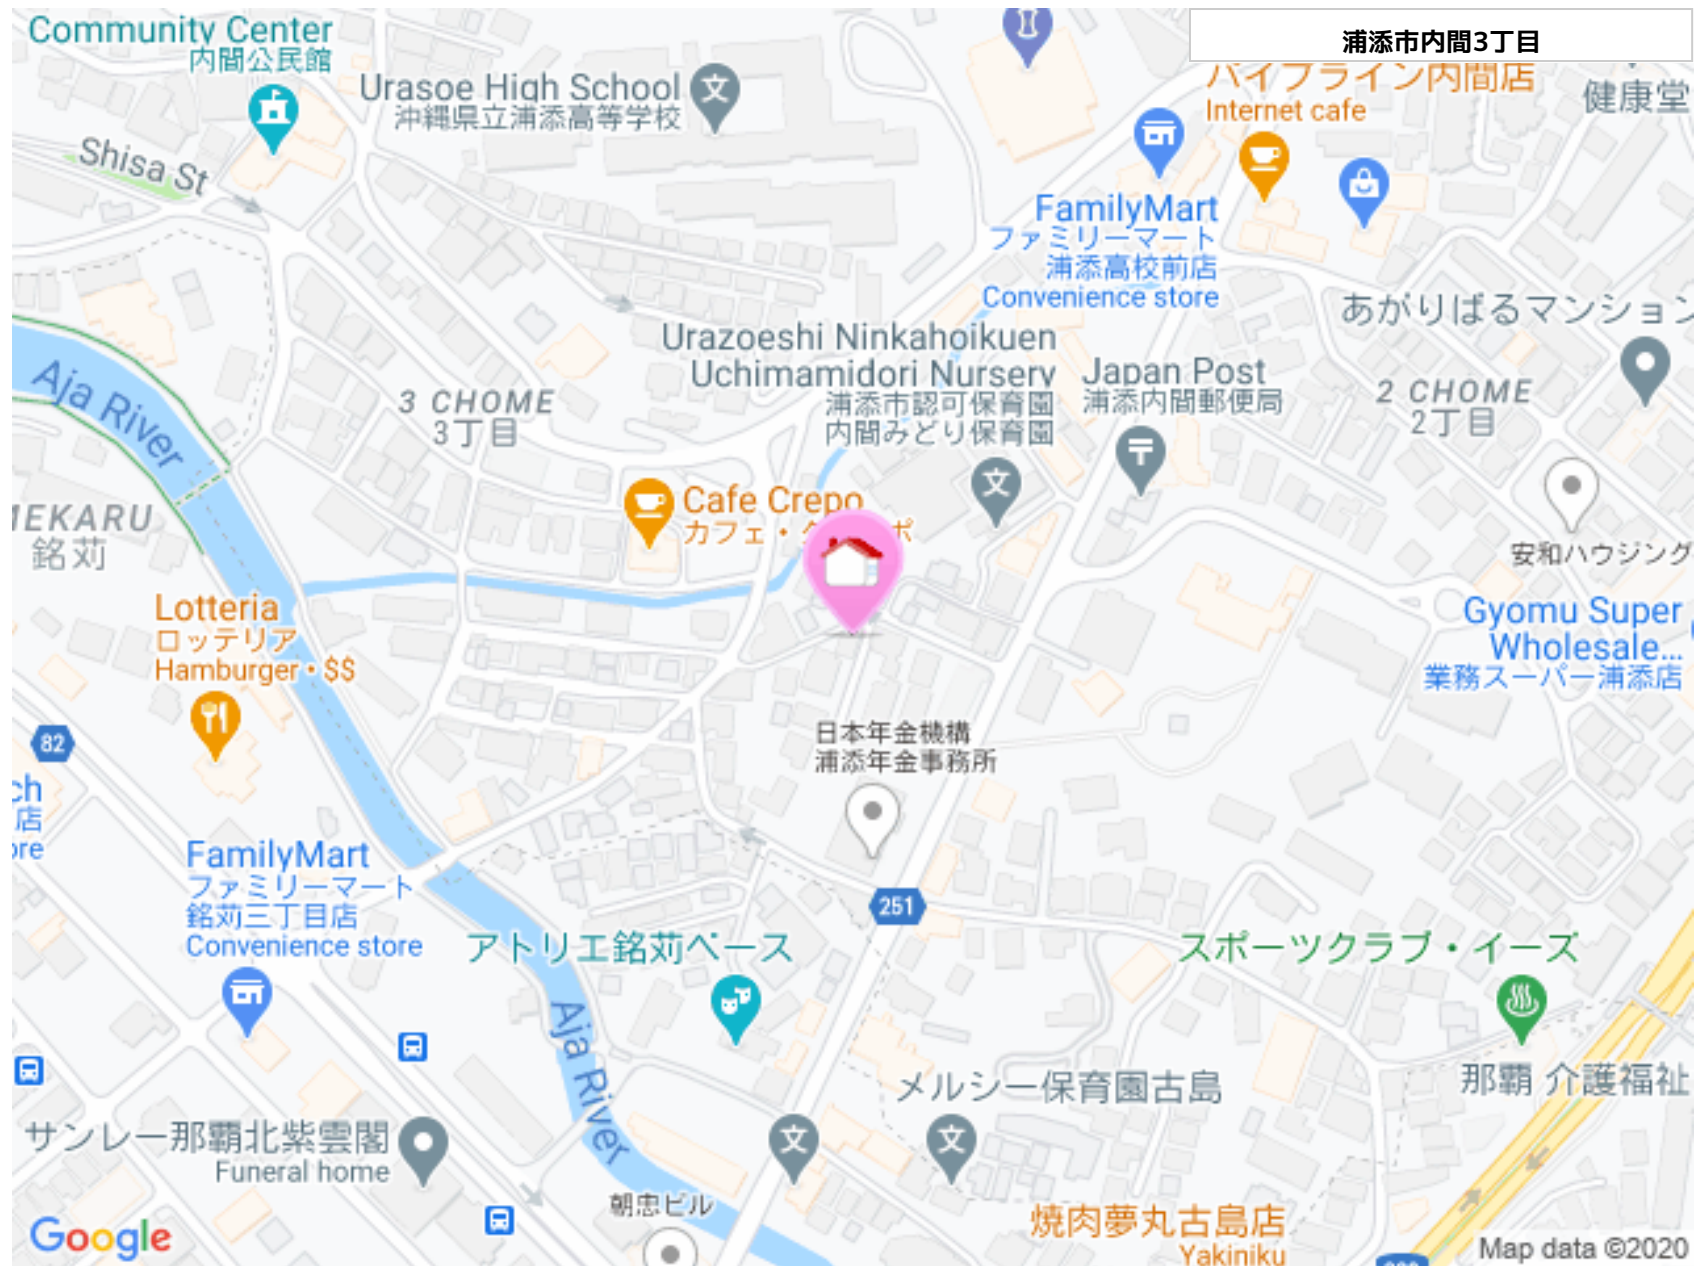 浦添市内間3丁目
Community Center
内間公民館
Urasoe High School
沖縄県立浦添高等学校
Shisa St
パイプライン内間店
Internet cafe
健康堂
FamilyMart
ファミリーマート
浦添高校前店
Convenience store
あがりばるマンション
Urazoeshi Ninkahoikuen
Uchimamidori Nursery
浦添市認可保育園
内間みどり保育園
Japan Post
浦添内間郵便局
Aja River
3 CHOME
3丁目
2 CHOME
2丁目
Cafe Crepo
カフェ・ク
ポ
MEKARU
銘苅
安和ハウジング
Lotteria
ロッテリア
Hamburger • $$
Gyomu Super
Wholesale...
業務スーパー浦添店
82
日本年金機構
浦添年金事務所
ch
店
ore
FamilyMart
ファミリーマート
銘苅三丁目店
Convenience store
251
アトリエ銘苅ベース
スポーツクラブ・イーズ
Aja River
メルシー保育園古島
那覇 介護福祉
サンレー那覇北紫雲閣
Funeral home
朝忠ビル
焼肉夢丸古島店
Yakiniku
Google
Map data ©2020